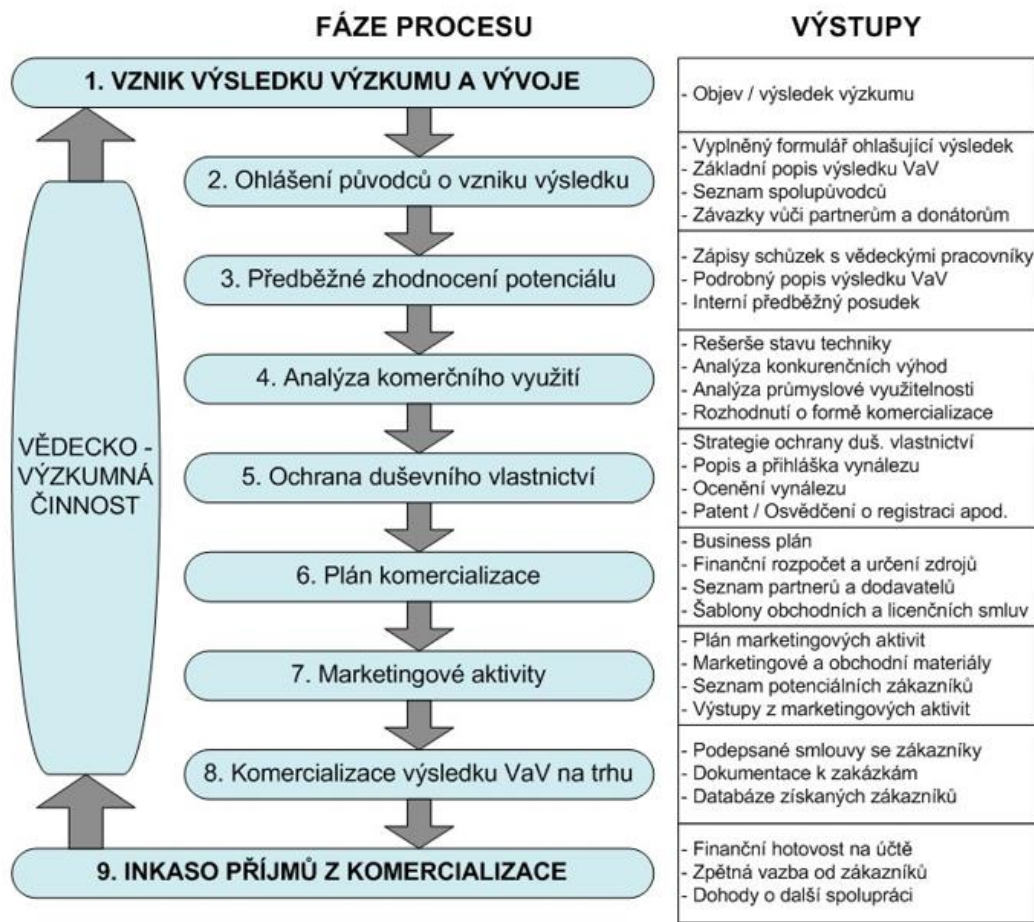 FÁZE PROCESU
VÝSTUPY
1. VZNIK VÝSLEDKU VÝZKUMU A VÝVOJE
- Objev / výsledek výzkumu
2. Ohlášení původců o vzniku výsledku
- Vyplněný formulář ohlašující výsledek
- Základní popis výsledku VaV
- Seznam spolupůvodců
- Závazky vůči partnerům a donátorům
3. Předběžné zhodnocení potenciálu
- Zápisy schůzek s vědeckými pracovníky
- Podrobný popis výsledku VaV
- Interní předběžný posudek
4. Analýza komerčního využití
- Rešerše stavu techniky
- Analýza konkurenčních výhod
- Analýza průmyslové využitelnosti
- Rozhodnutí o formě komercializace
VĚDECKO -
VÝZKUMNÁ
ČINNOST
5. Ochrana duševního vlastnictví
- Strategie ochrany duš. vlastnictví
- Popis a přihláška vynálezu
- Ocenění vynálezu
- Patent / Osvědčení o registraci apod.
6. Plán komercializace
- Business plán
- Finanční rozpočet a určení zdrojů
- Seznam partnerů a dodavatelů
- Šablony obchodních a licenčních smluv
7. Marketingové aktivity
- Plán marketingových aktivit
- Marketingové a obchodní materiály
- Seznam potenciálních zákazníků
- Výstupy z marketingových aktivit
8. Komercializace výsledku VaV na trhu
- Podepsané smlouvy se zákazníky
- Dokumentace k zakázkám
- Databáze získaných zákazníků
9. INKASO PŘÍJMŮ Z KOMERCIALIZACE
- Finanční hotovost na účtě
- Zpětná vazba od zákazníků
- Dohody o další spolupráci